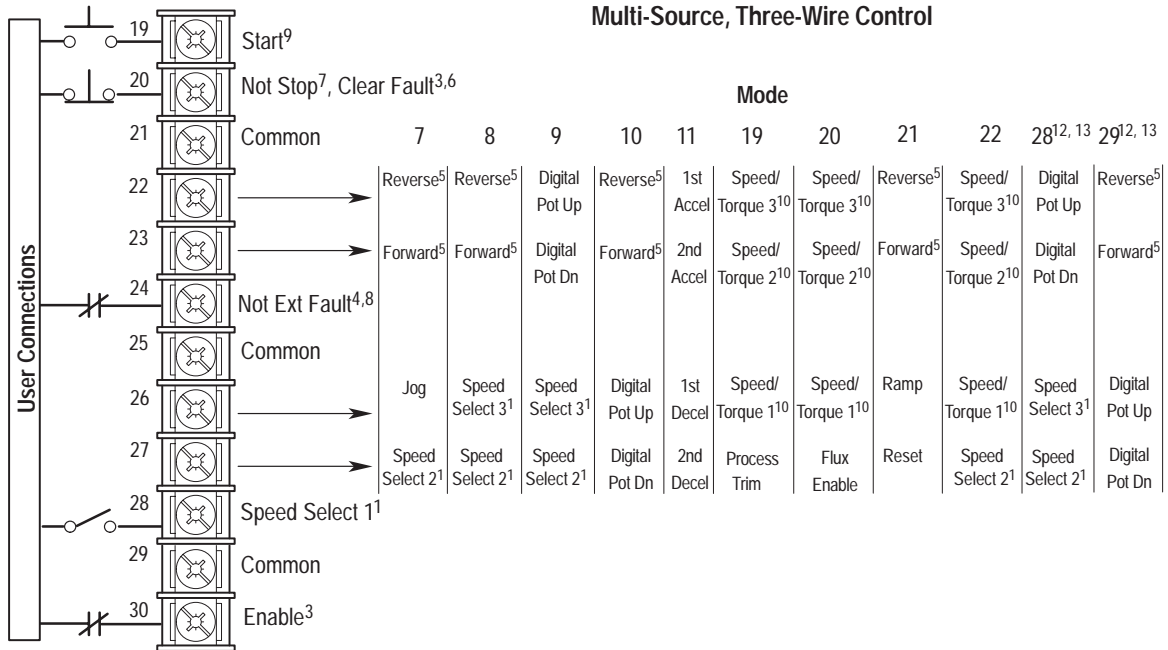 Multi-Source, Three-Wire Control
User Connections
19 Start9
20 Not Stop7, Clear Fault3,6
21 Common
22
23
24 Not Ext Fault4,8
25 Common
26
27
28 Speed Select 11
29 Common
30 Enable3
Mode
7 8 9 10 11 19 20 21 22 2812, 13 2912, 13
Reverse5 Reverse5 Digital Reverse5 1st Speed/ Speed/ Reverse5 Speed/ Digital Reverse5
Pot Up Accel Torque 310 Torque 310 Torque 310 Pot Up
Forward5 Forward5 Digital Forward5 2nd Speed/ Speed/ Forward5 Speed/ Digital Forward5
Pot Dn Accel Torque 210 Torque 210 Torque 210 Pot Dn
Jog Speed Speed Digital 1st Speed/ Speed/ Ramp Speed/ Speed Digital
Select 31 Select 31 Pot Up Decel Torque 110 Torque 110 Torque 110 Select 31 Pot Up
Speed Speed Speed Digital 2nd Process Flux Reset Speed Speed Digital
Select 21 Select 21 Select 21 Pot Dn Decel Trim Enable Select 21 Select 21 Pot Dn